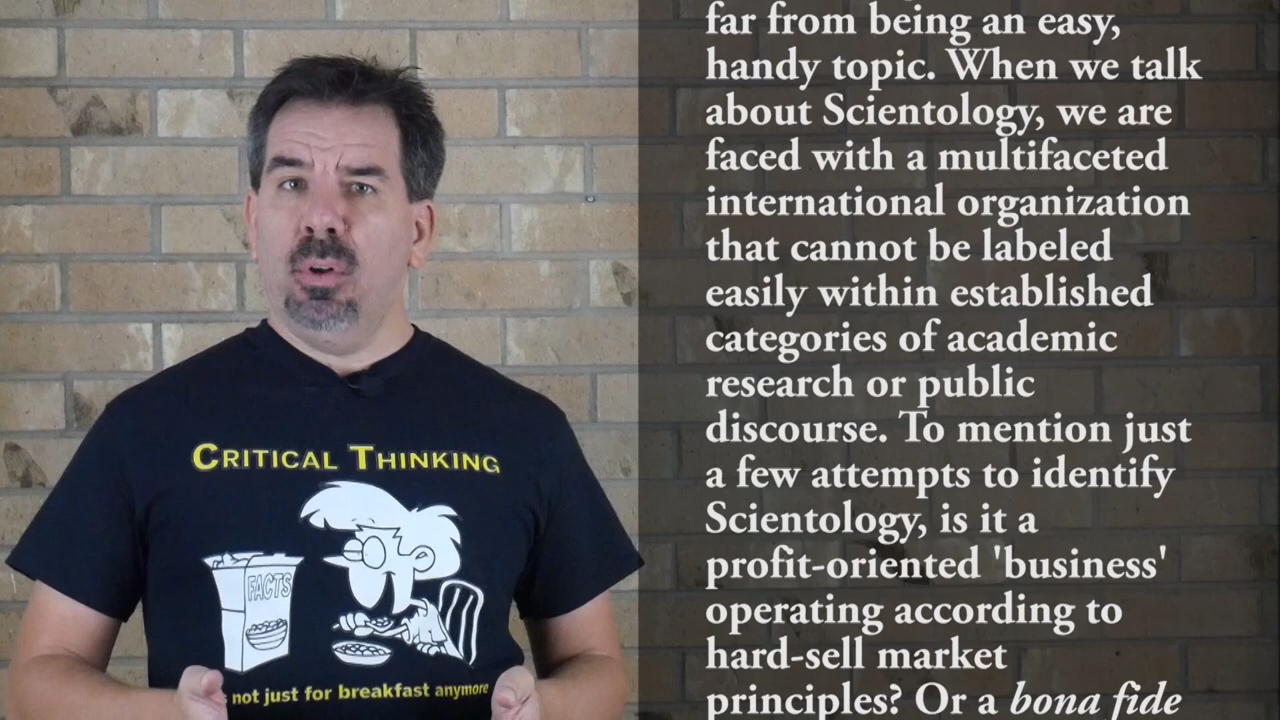 far from being an easy,
handy topic. When we talk
about Scientology, we are
faced with a multifaceted
international organization
that cannot be labeled
easily within established
categories of academic
research or public
discourse. To mention just
a few attempts to identify
Scientology, is it a
profit-oriented 'business'
operating according to
hard-sell market
principles? Or a bona fide
CRITICAL THINKING
FACTS
not just for breakfast anymore